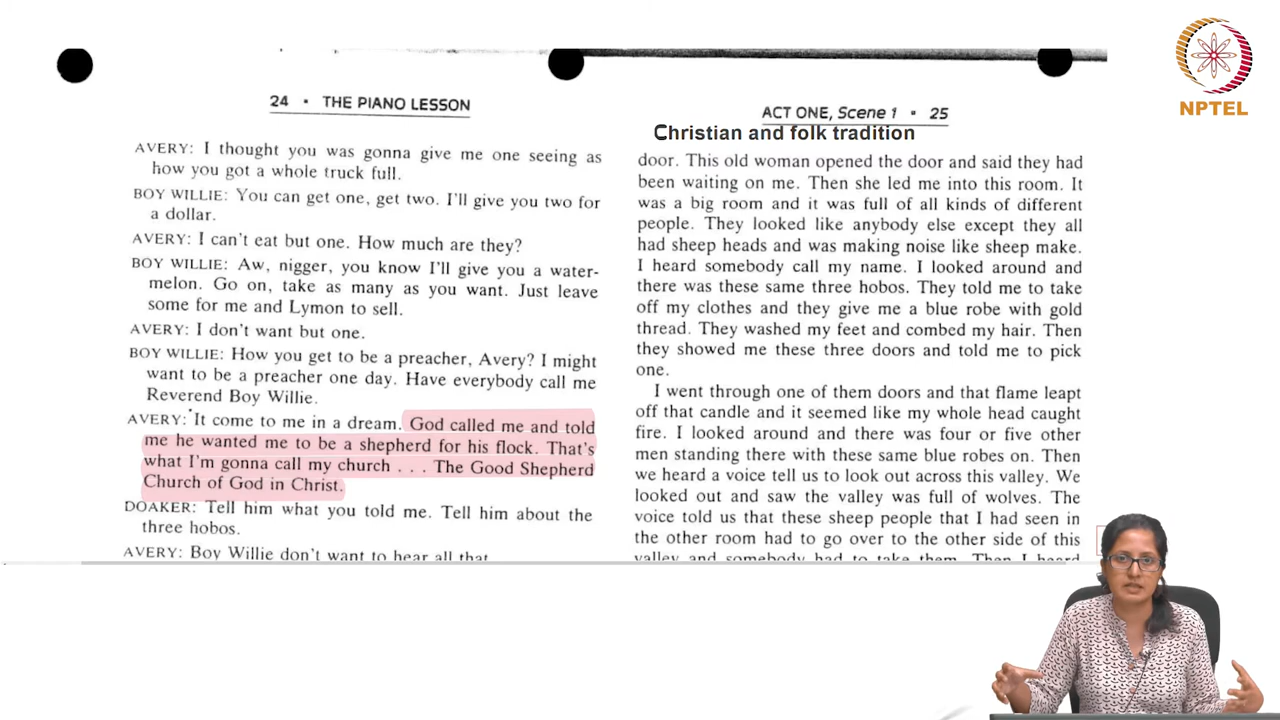 NPTEL
24 • THE PIANO LESSON
AVERY: I thought you was gonna give me one seeing as
how you got a whole truck full.
BOY WILLIE: You can get one, get two. I'll give you two for
a dollar.
AVERY: I can't eat but one. How much are they?
BOY WILLIE: Aw, nigger, you know I'll give you a water-
melon. Go on, take as many as you want. Just leave
some for me and Lymon to sell.
AVERY: I don't want but one.
BOY WILLIE: How you get to be a preacher, Avery? I might
want to be a preacher one day. Have everybody call me
Reverend Boy Willie.
AVERY: It come to me in a dream. God called me and told
me he wanted me to be a shepherd for his flock. That's
what I'm gonna call my church . . . The Good Shepherd
Church of God in Christ.
DOAKER: Tell him what you told me. Tell him about the
three hobos.
AVERY: Boy Willie don't want to hear all that
ACT ONE, Scene 1 • 25
Christian and folk tradition
door. This old woman opened the door and said they had
been waiting on me. Then she led me into this room. It
was a big room and it was full of all kinds of different
people. They looked like anybody else except they all
had sheep heads and was making noise like sheep make.
I heard somebody call my name. I looked around and
there was these same three hobos. They told me to take
off my clothes and they give me a blue robe with gold
thread. They washed my feet and combed my hair. Then
they showed me these three doors and told me to pick
one.
I went through one of them doors and that flame leapt
off that candle and it seemed like my whole head caught
fire. I looked around and there was four or five other
men standing there with these same blue robes on. Then
we heard a voice tell us to look out across this valley. We
looked out and saw the valley was full of wolves. The
voice told us that these sheep people that I had seen in
the other room had to go over to the other side of this
valley and somebody had to take them. Then I heard